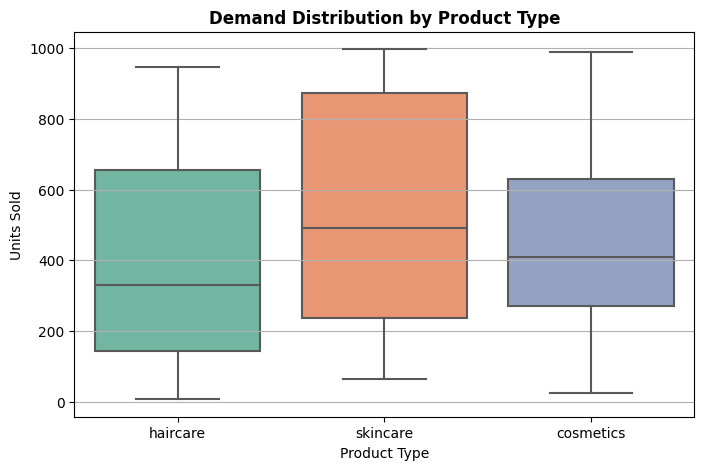 Demand Distribution by Product Type
1000
800
600
400
200
0
Units Sold
haircare skincare cosmetics
Product Type